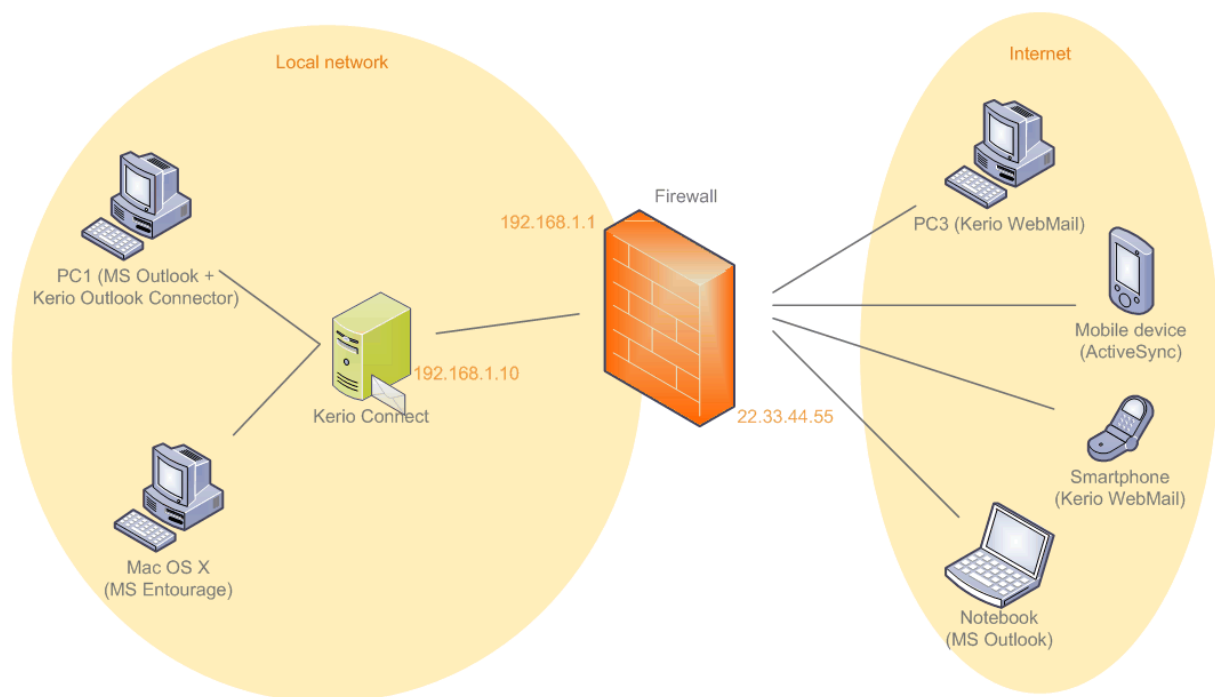 Local network
Internet
PC1 (MS Outlook +
Kerio Outlook Connector)
Kerio Connect
192.168.1.10
Mac OS X
(MS Entourage)
Firewall
192.168.1.1
22.33.44.55
PC3 (Kerio WebMail)
Mobile device
(ActiveSync)
Smartphone
(Kerio WebMail)
Notebook
(MS Outlook)